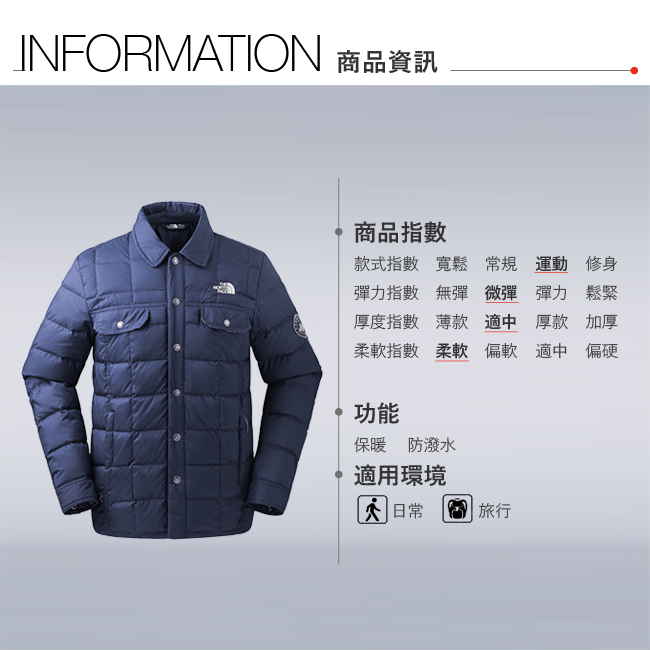 INFORMATION 商品資訊
商品指數
款式指數 寬鬆 常規 運動 修身
彈力指數 無彈 微彈 彈力 鬆緊
厚度指數 薄款 適中 厚款 加厚
柔軟指數 柔軟 偏軟 適中 偏硬
功能
保暖 防潑水
適用環境
日常 旅行
THE
NORTH
FACE